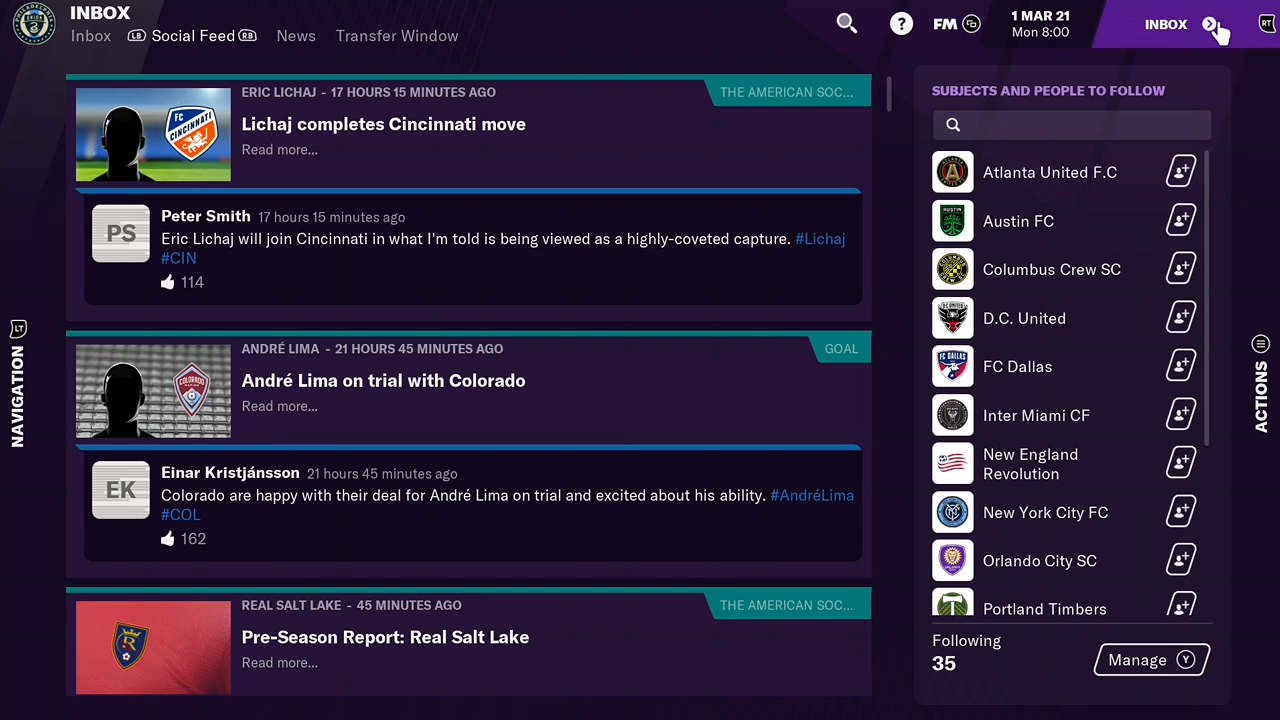 INBOX
Inbox LB Social Feed RB News Transfer Window
? FM 1 MAR 21
Mon 8:00
INBOX RT
ERIC LICHAJ - 17 HOURS 15 MINUTES AGO
THE AMERICAN SOC...
Lichaj completes Cincinnati move
Read more...
FC
CINCINNATI
PS
Peter Smith 17 hours 15 minutes ago
Eric Lichaj will join Cincinnati in what I'm told is being viewed as a highly-coveted capture. #Lichaj
#CIN
114
ANDRÉ LIMA - 21 HOURS 45 MINUTES AGO
GOAL
André Lima on trial with Colorado
Read more...
COLORADO
EK
Einar Kristjánsson 21 hours 45 minutes ago
Colorado are happy with their deal for André Lima on trial and excited about his ability. #AndréLima
#COL
162
REAL SALT LAKE - 45 MINUTES AGO
THE AMERICAN SOC...
Pre-Season Report: Real Salt Lake
Read more...
SUBJECTS AND PEOPLE TO FOLLOW
Atlanta United F.C
Austin FC
Columbus Crew SC
D.C. United
FC Dallas
Inter Miami CF
New England
Revolution
New York City FC
Orlando City SC
Portland Timbers
Following
35
Manage Y
LT
NAVIGATION
ACTIONS